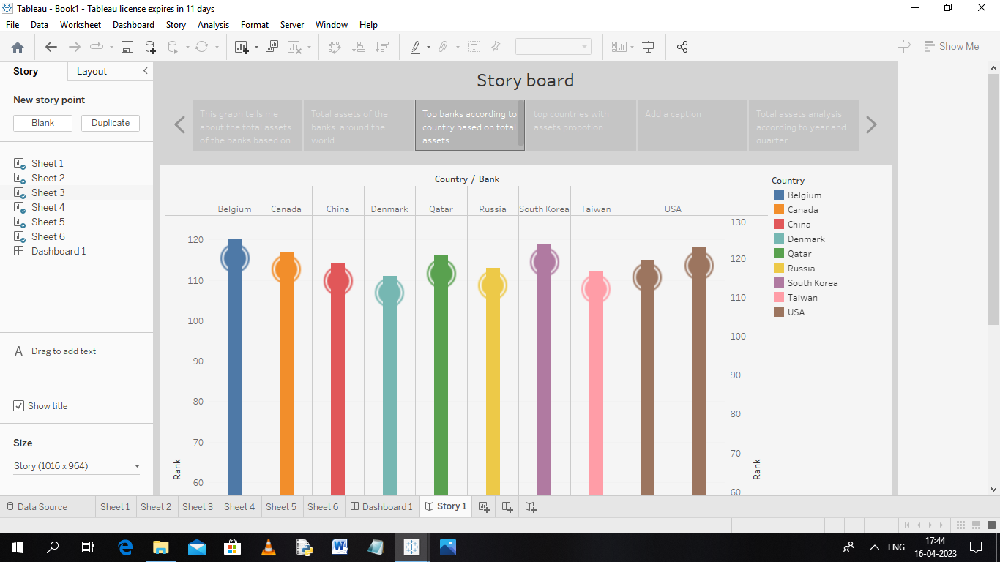 Tableau - Book1 - Tableau license expires in 11 days
File Data Worksheet Dashboard Story Analysis Format Server Window Help
Show Me
Story Layout
New story point
Blank Duplicate
Sheet 1
Sheet 2
Sheet 3
Sheet 4
Sheet 5
Sheet 6
Dashboard 1
A Drag to add text
Show title
Size
Story (1016 x 964)
Story board
This graph tells me
about the total assets
of the banks based on
Total assets of the
banks around the
world.
Top banks according to
country based on total
assets
top countries with
assets propotion
Add a caption
Total assets analysis
according to year and
quarter
Country / Bank
Belgium Canada China Denmark Qatar Russia South Korea Taiwan USA
120
110
100
90
80
70
60
Rank
130
120
110
100
90
80
70
60
Rank
Country
Belgium
Canada
China
Denmark
Qatar
Russia
South Korea
Taiwan
USA
Data Source Sheet 1 Sheet 2 Sheet 3 Sheet 4 Sheet 5 Sheet 6 Dashboard 1 Story 1
ENG
17:44
16-04-2023